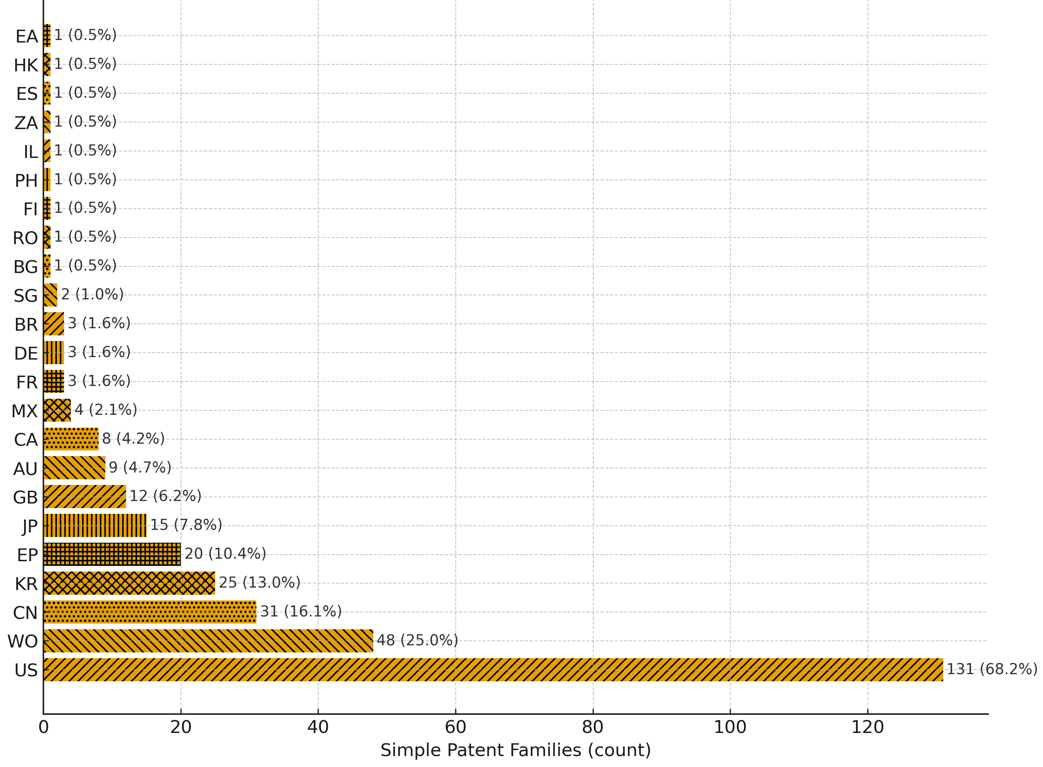 EA 1 (0.5%)
HK 1 (0.5%)
ES 1 (0.5%)
ZA 1 (0.5%)
IL 1 (0.5%)
PH 1 (0.5%)
FI 1 (0.5%)
RO 1 (0.5%)
BG 1 (0.5%)
SG 2 (1.0%)
BR 3 (1.6%)
DE 3 (1.6%)
FR 3 (1.6%)
MX 4 (2.1%)
CA 8 (4.2%)
AU 9 (4.7%)
GB 12 (6.2%)
JP 15 (7.8%)
EP 20 (10.4%)
KR 25 (13.0%)
CN 31 (16.1%)
WO 48 (25.0%)
US 131 (68.2%)
0 20 40 60 80 100 120
Simple Patent Families (count)